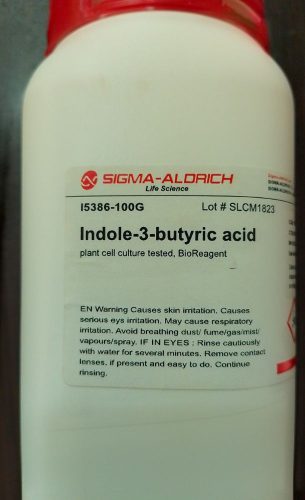 SIGMA-ALDRICH
Life Science
I5386-100G Lot # SLCM1823
Indole-3-butyric acid
plant cell culture tested, BioReagent
EN Warning Causes skin irritation. Causes
serious eye irritation. May cause respiratory
irritation. Avoid breathing dust/ fume/gas/mist/
vapours/spray. IF IN EYES : Rinse cautiously
with water for several minutes. Remove contact
lenses, if present and easy to do. Continue
rinsing.